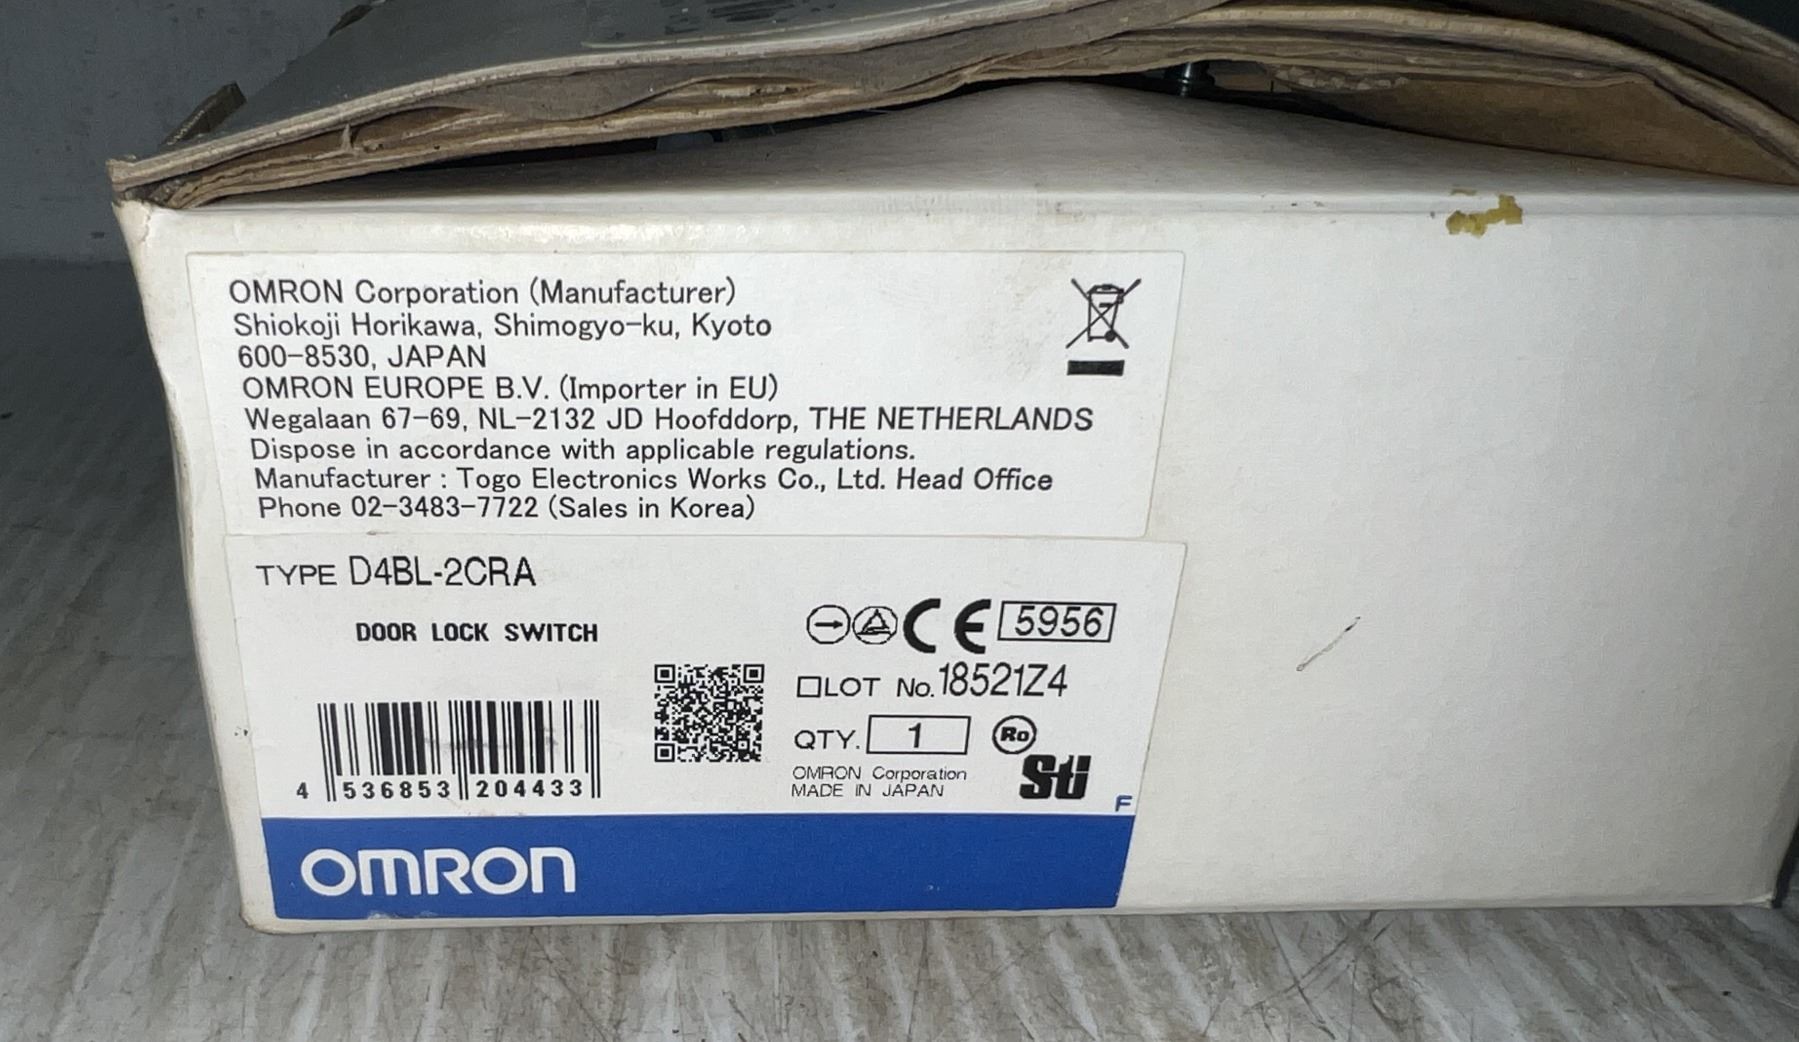 OMRON Corporation (Manufacturer)
Shiokoji Horikawa, Shimogyo-ku, Kyoto
600-8530, JAPAN
OMRON EUROPE B.V. (Importer in EU)
Wegalaan 67-69, NL-2132 JD Hoofddorp, THE NETHERLANDS
Dispose in accordance with applicable regulations.
Manufacturer : Togo Electronics Works Co., Ltd. Head Office
Phone 02-3483-7722 (Sales in Korea)
TYPE D4BL-2CRA
DOOR LOCK SWITCH
CE 5956
LOT No. 18521Z4
QTY. 1 Ro
OMRON Corporation
MADE IN JAPAN
Sti
F
4 536853 204433
OMRON